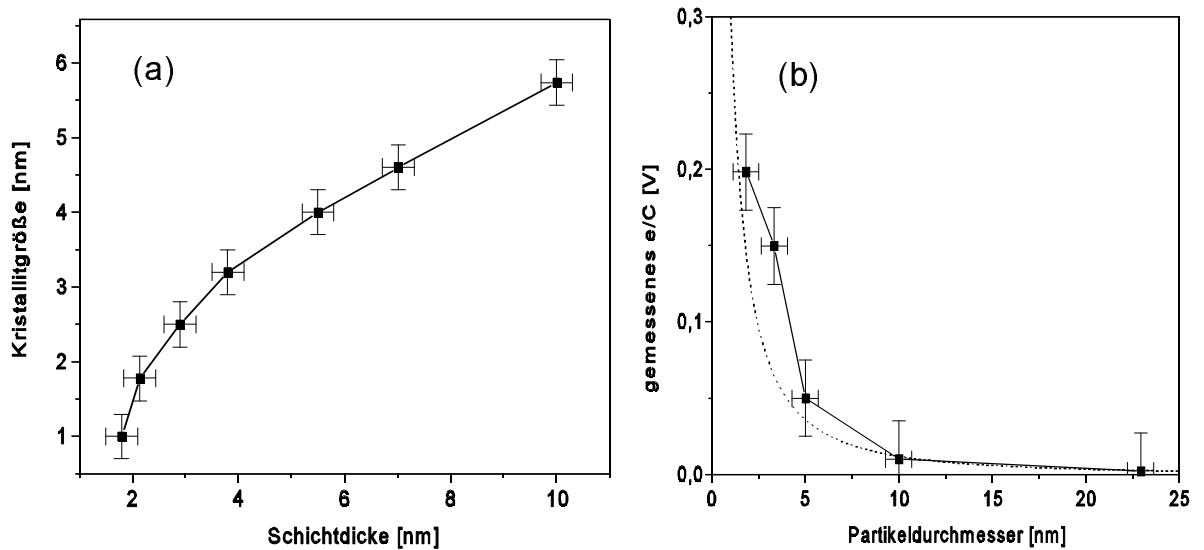 (a)
Kristallitgröße [nm]
6
5
4
3
2
1
2 4 6 8 10
Schichtdicke [nm]
(b)
gemessenes e/C [V]
0,3
0,2
0,1
0,0
0 5 10 15 20 25
Partikeldurchmesser [nm]